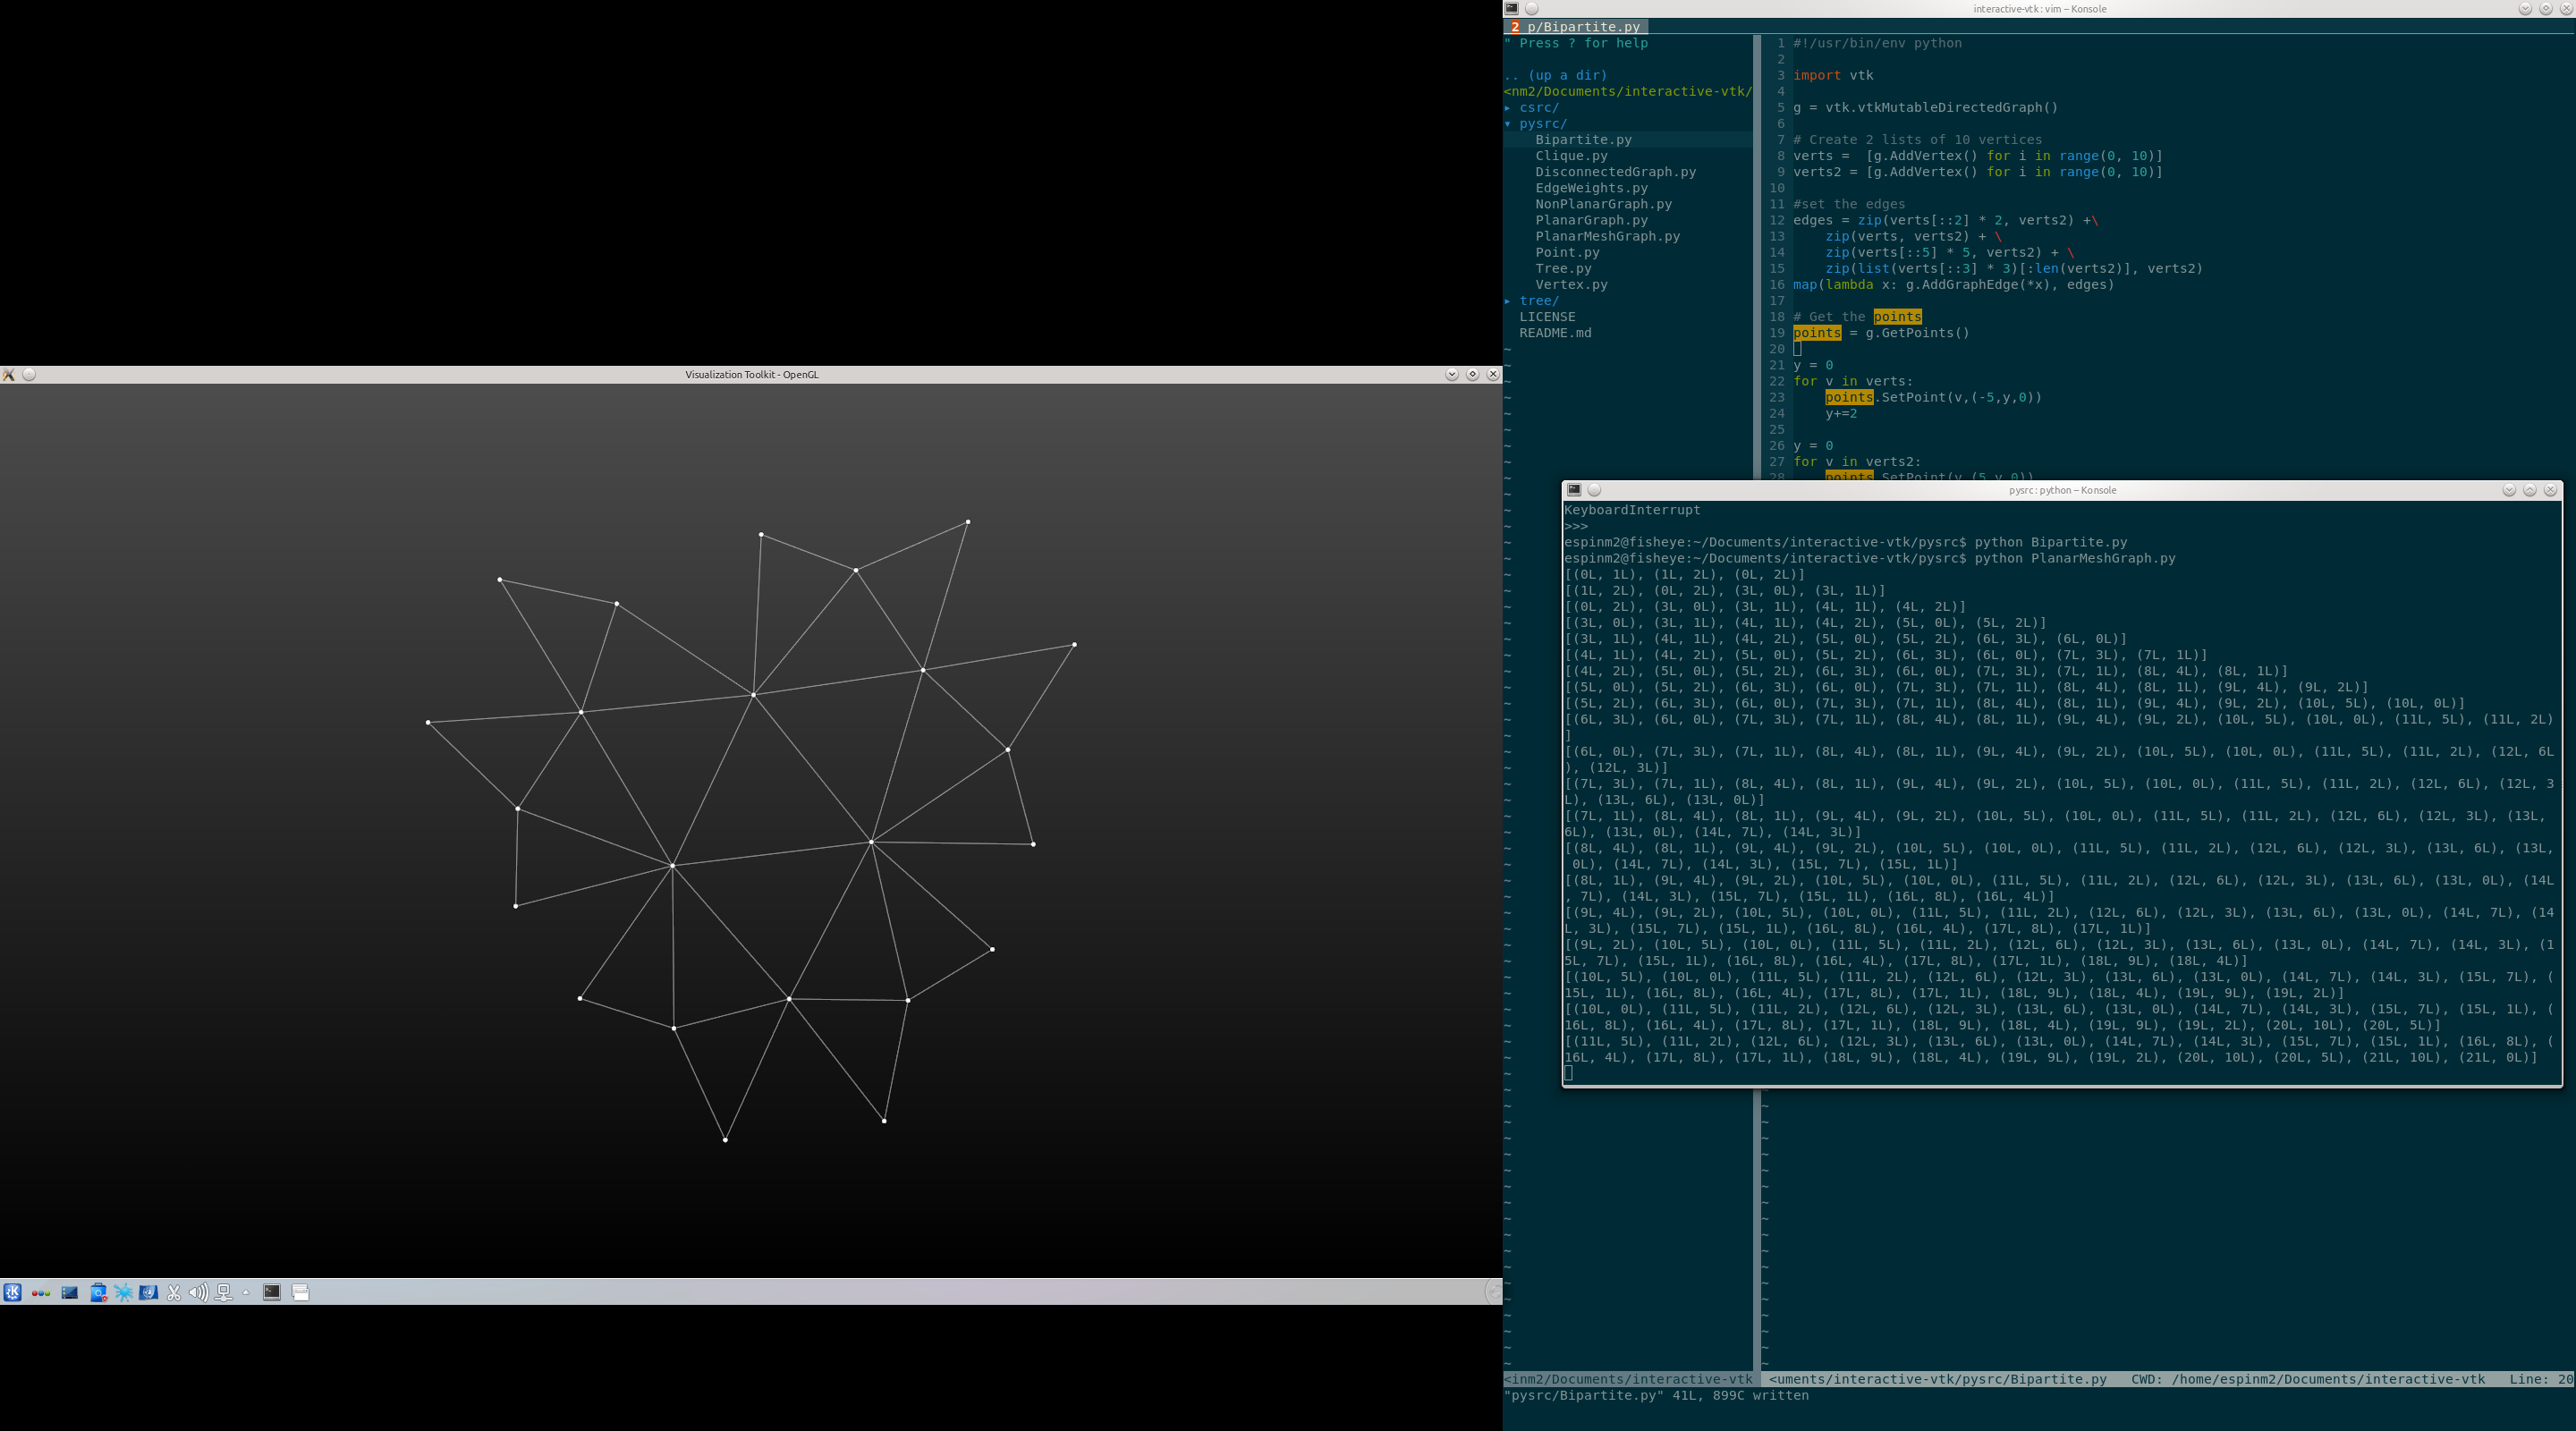 Visualization Toolkit - OpenGL
interactive-vtk : vim – Konsole
2 p/Bipartite.py
" Press ? for help
.. (up a dir)
<nm2/Documents/interactive-vtk/
▸ csrc/
▾ pysrc/
Bipartite.py
Clique.py
DisconnectedGraph.py
EdgeWeights.py
NonPlanarGraph.py
PlanarGraph.py
PlanarMeshGraph.py
Point.py
Tree.py
Vertex.py
▸ tree/
LICENSE
README.md
1 #!/usr/bin/env python
2
3 import vtk
4
5 g = vtk.vtkMutableDirectedGraph()
6
7 # Create 2 lists of 10 vertices
8 verts =  [g.AddVertex() for i in range(0, 10)]
9 verts2 = [g.AddVertex() for i in range(0, 10)]
10
11 #set the edges
12 edges = zip(verts[::2] * 2, verts2) +\
13     zip(verts, verts2) + \
14     zip(verts[::5] * 5, verts2) + \
15     zip(list(verts[::3] * 3)[:len(verts2)], verts2)
16 map(lambda x: g.AddGraphEdge(*x), edges)
17
18 # Get the points
19 points = g.GetPoints()
20
21 y = 0
22 for v in verts:
23     points.SetPoint(v,(-5,y,0))
24     y+=2
25
26 y = 0
27 for v in verts2:
28     points.SetPoint(v,(5,y,0))
pysrc : python – Konsole
KeyboardInterrupt
>>>
espinm2@fisheye:~/Documents/interactive-vtk/pysrc$ python Bipartite.py
espinm2@fisheye:~/Documents/interactive-vtk/pysrc$ python PlanarMeshGraph.py
[(0L, 1L), (1L, 2L), (0L, 2L)]
[(1L, 2L), (0L, 2L), (3L, 0L), (3L, 1L)]
[(0L, 2L), (3L, 0L), (3L, 1L), (4L, 1L), (4L, 2L)]
[(3L, 0L), (3L, 1L), (4L, 1L), (4L, 2L), (5L, 0L), (5L, 2L)]
[(3L, 1L), (4L, 1L), (4L, 2L), (5L, 0L), (5L, 2L), (6L, 3L), (6L, 0L)]
[(4L, 1L), (4L, 2L), (5L, 0L), (5L, 2L), (6L, 3L), (6L, 0L), (7L, 3L), (7L, 1L)]
[(4L, 2L), (5L, 0L), (5L, 2L), (6L, 3L), (6L, 0L), (7L, 3L), (7L, 1L), (8L, 4L), (8L, 1L)]
[(5L, 0L), (5L, 2L), (6L, 3L), (6L, 0L), (7L, 3L), (7L, 1L), (8L, 4L), (8L, 1L), (9L, 4L), (9L, 2L)]
[(5L, 2L), (6L, 3L), (6L, 0L), (7L, 3L), (7L, 1L), (8L, 4L), (8L, 1L), (9L, 4L), (9L, 2L), (10L, 5L), (10L, 0L)]
[(6L, 3L), (6L, 0L), (7L, 3L), (7L, 1L), (8L, 4L), (8L, 1L), (9L, 4L), (9L, 2L), (10L, 5L), (10L, 0L), (11L, 5L), (11L, 2L)
]
[(6L, 0L), (7L, 3L), (7L, 1L), (8L, 4L), (8L, 1L), (9L, 4L), (9L, 2L), (10L, 5L), (10L, 0L), (11L, 5L), (11L, 2L), (12L, 6L
), (12L, 3L)]
[(7L, 3L), (7L, 1L), (8L, 4L), (8L, 1L), (9L, 4L), (9L, 2L), (10L, 5L), (10L, 0L), (11L, 5L), (11L, 2L), (12L, 6L), (12L, 3
L), (13L, 6L), (13L, 0L)]
[(7L, 1L), (8L, 4L), (8L, 1L), (9L, 4L), (9L, 2L), (10L, 5L), (10L, 0L), (11L, 5L), (11L, 2L), (12L, 6L), (12L, 3L), (13L,
6L), (13L, 0L), (14L, 7L), (14L, 3L)]
[(8L, 4L), (8L, 1L), (9L, 4L), (9L, 2L), (10L, 5L), (10L, 0L), (11L, 5L), (11L, 2L), (12L, 6L), (12L, 3L), (13L, 6L), (13L,
0L), (14L, 7L), (14L, 3L), (15L, 7L), (15L, 1L)]
[(8L, 1L), (9L, 4L), (9L, 2L), (10L, 5L), (10L, 0L), (11L, 5L), (11L, 2L), (12L, 6L), (12L, 3L), (13L, 6L), (13L, 0L), (14L
, 7L), (14L, 3L), (15L, 7L), (15L, 1L), (16L, 8L), (16L, 4L)]
[(9L, 4L), (9L, 2L), (10L, 5L), (10L, 0L), (11L, 5L), (11L, 2L), (12L, 6L), (12L, 3L), (13L, 6L), (13L, 0L), (14L, 7L), (14
L, 3L), (15L, 7L), (15L, 1L), (16L, 8L), (16L, 4L), (17L, 8L), (17L, 1L)]
[(9L, 2L), (10L, 5L), (10L, 0L), (11L, 5L), (11L, 2L), (12L, 6L), (12L, 3L), (13L, 6L), (13L, 0L), (14L, 7L), (14L, 3L), (1
5L, 7L), (15L, 1L), (16L, 8L), (16L, 4L), (17L, 8L), (17L, 1L), (18L, 9L), (18L, 4L)]
[(10L, 5L), (10L, 0L), (11L, 5L), (11L, 2L), (12L, 6L), (12L, 3L), (13L, 6L), (13L, 0L), (14L, 7L), (14L, 3L), (15L, 7L), (
15L, 1L), (16L, 8L), (16L, 4L), (17L, 8L), (17L, 1L), (18L, 9L), (18L, 4L), (19L, 9L), (19L, 2L)]
[(10L, 0L), (11L, 5L), (11L, 2L), (12L, 6L), (12L, 3L), (13L, 6L), (13L, 0L), (14L, 7L), (14L, 3L), (15L, 7L), (15L, 1L), (
16L, 8L), (16L, 4L), (17L, 8L), (17L, 1L), (18L, 9L), (18L, 4L), (19L, 9L), (19L, 2L), (20L, 10L), (20L, 5L)]
[(11L, 5L), (11L, 2L), (12L, 6L), (12L, 3L), (13L, 6L), (13L, 0L), (14L, 7L), (14L, 3L), (15L, 7L), (15L, 1L), (16L, 8L), (
16L, 4L), (17L, 8L), (17L, 1L), (18L, 9L), (18L, 4L), (19L, 9L), (19L, 2L), (20L, 10L), (20L, 5L), (21L, 10L), (21L, 0L)]
<inm2/Documents/interactive-vtk <uments/interactive-vtk/pysrc/Bipartite.py   CWD: /home/espinm2/Documents/interactive-vtk   Line: 20
"pysrc/Bipartite.py" 41L, 899C written